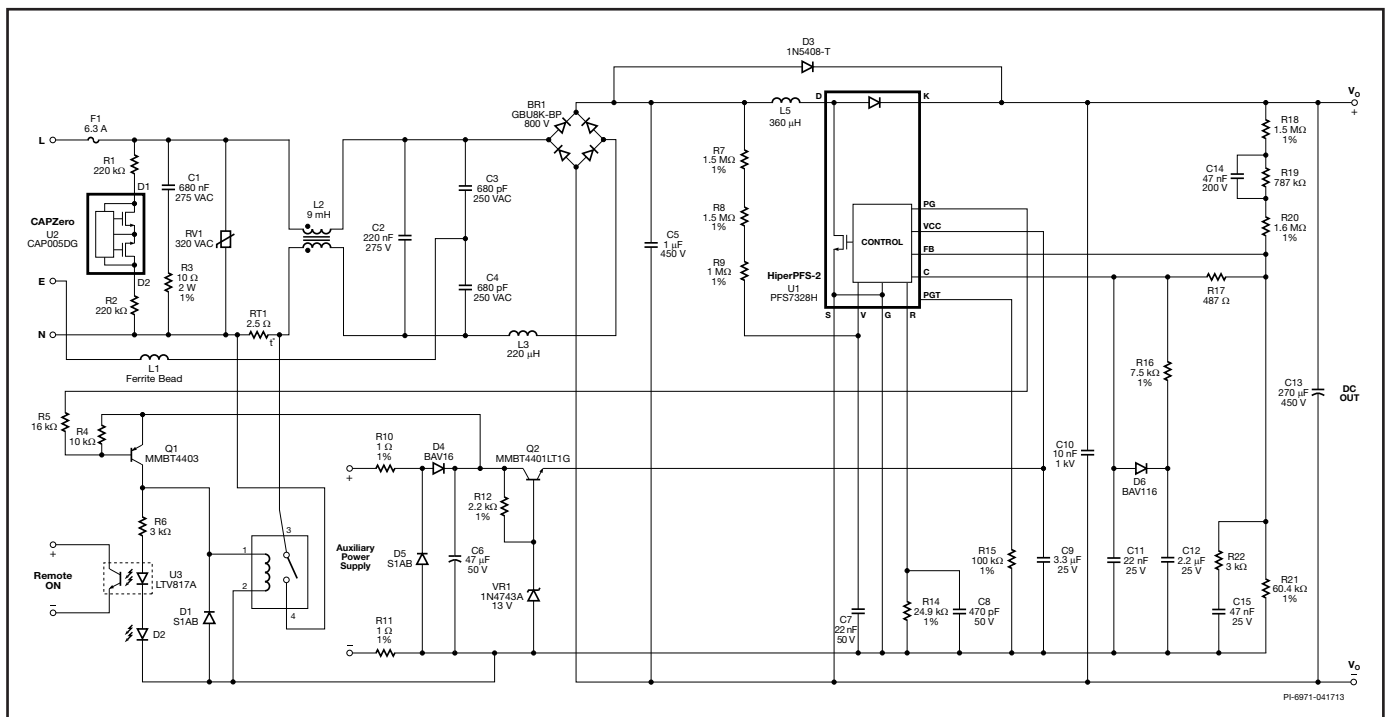 D3
1N5408-T
BR1
GBU8K-BP
800 V
D
K
VO
+
L5
360 µH
F1
6.3 A
L
R1
220 kΩ
D1
C1
680 nF
275 VAC
CAPZero
U2
CAP005DG
RV1
320 VAC
R3
10 Ω
2 W
1%
D2
R2
220 kΩ
E
N
RT1
2.5 Ω
t°
L1
Ferrite Bead
L2
9 mH
C2
220 nF
275 V
C3
680 pF
250 VAC
C4
680 pF
250 VAC
L3
220 µH
C5
1 µF
450 V
R7
1.5 MΩ
1%
R8
1.5 MΩ
1%
R9
1 MΩ
1%
CONTROL
HiperPFS-2
U1
PFS7328H
PG
VCC
FB
C
PGT
S
V
G
R
R18
1.5 MΩ
1%
C14
47 nF
200 V
R19
787 kΩ
R20
1.6 MΩ
1%
R17
487 Ω
R16
7.5 kΩ
1%
C13
270 µF
450 V
DC
OUT
R5
16 kΩ
R4
10 kΩ
Q1
MMBT4403
R6
3 kΩ
+
Remote
ON
–
U3
LTV817A
D2
D1
S1AB
1
2
3
4
R10
1 Ω
1%
+
D4
BAV16
Q2
MMBT4401LT1G
R12
2.2 kΩ
1%
Auxiliary
Power
Supply
D5
S1AB
C6
47 µF
50 V
VR1
1N4743A
13 V
–
R11
1 Ω
1%
C10
10 nF
1 kV
D6
BAV116
R15
100 kΩ
1%
C9
3.3 µF
25 V
C11
22 nF
25 V
C12
2.2 µF
25 V
R22
3 kΩ
R21
60.4 kΩ
1%
C15
47 nF
25 V
C7
22 nF
50 V
R14
24.9 kΩ
1%
C8
470 pF
50 V
VO
–
PI-6971-041713